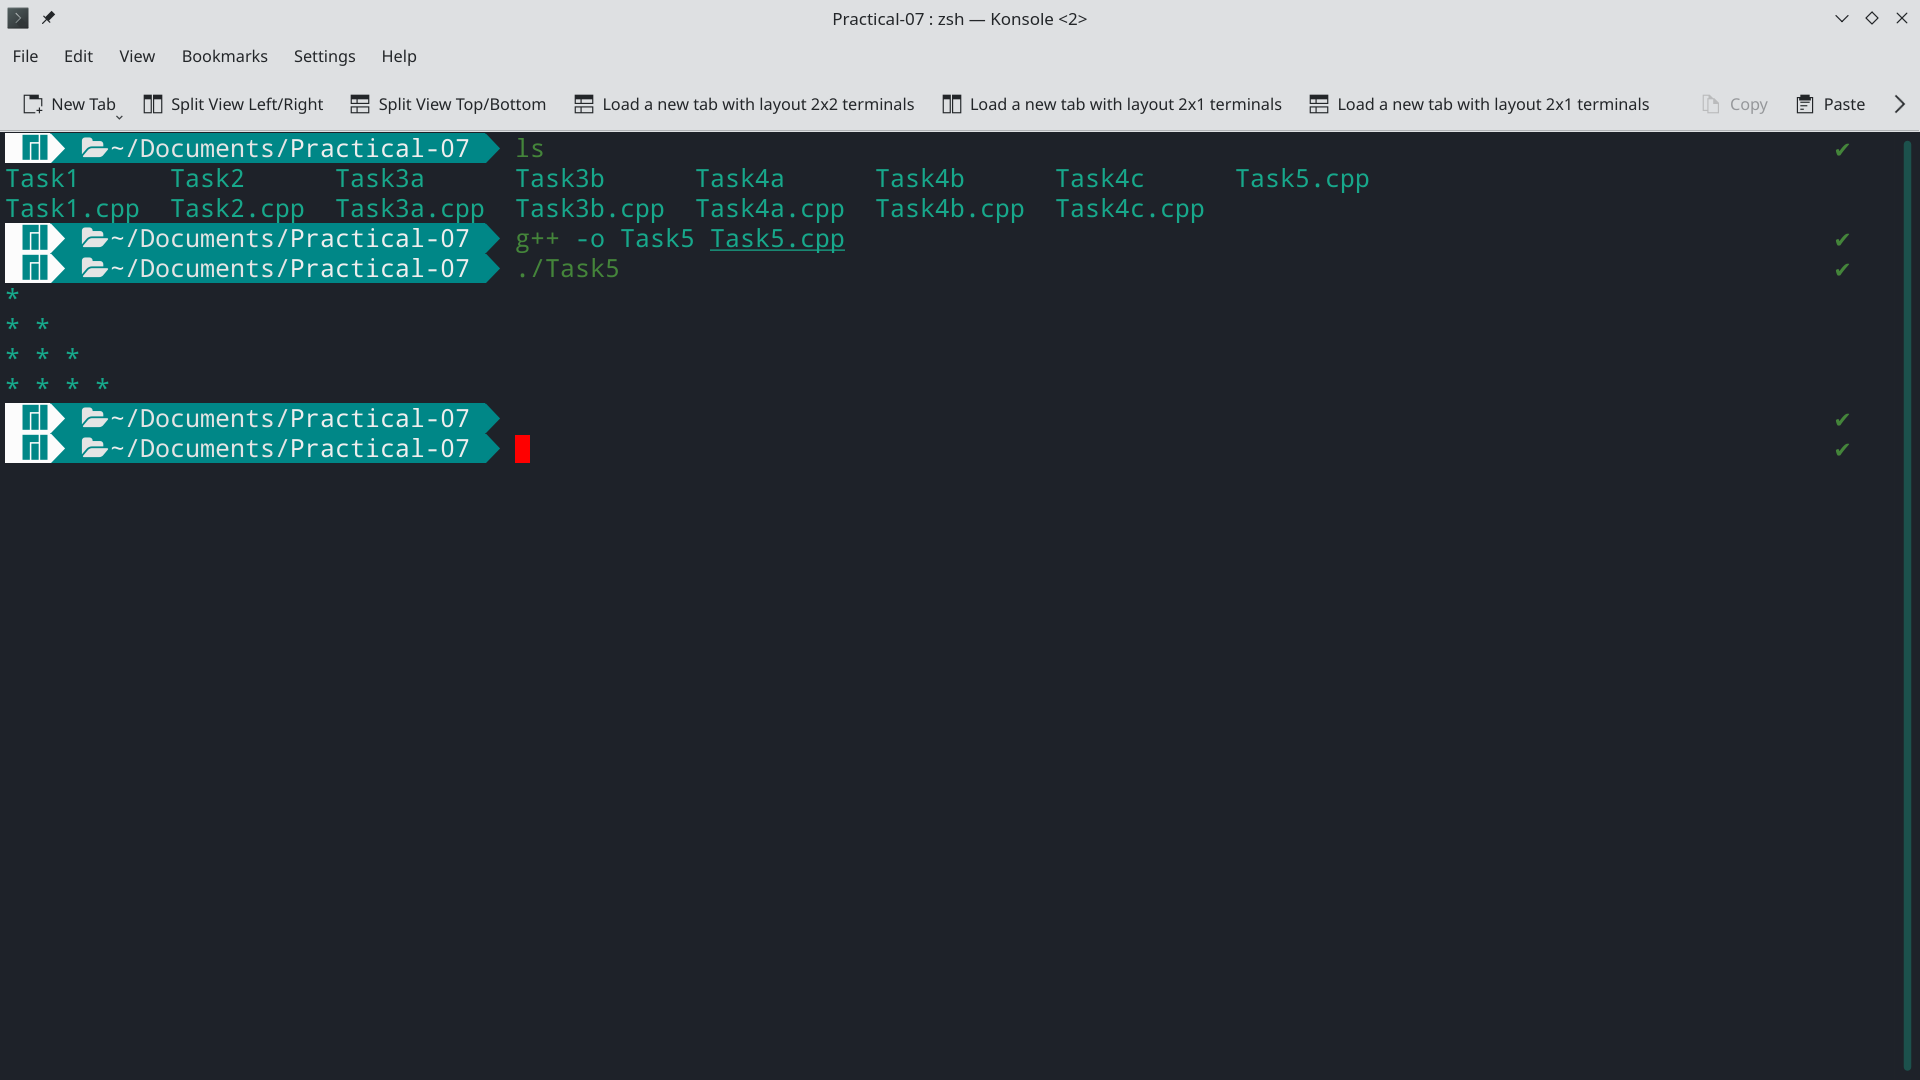 Practical-07 : zsh — Konsole <2>
File Edit View Bookmarks Settings Help
New Tab Split View Left/Right Split View Top/Bottom Load a new tab with layout 2x2 terminals Load a new tab with layout 2x1 terminals Load a new tab with layout 2x1 terminals Copy Paste
~/Documents/Practical-07 ls ✔
Task1 Task2 Task3a Task3b Task4a Task4b Task4c Task5.cpp
Task1.cpp Task2.cpp Task3a.cpp Task3b.cpp Task4a.cpp Task4b.cpp Task4c.cpp
~/Documents/Practical-07 g++ -o Task5 Task5.cpp ✔
~/Documents/Practical-07 ./Task5 ✔
*
* *
* * *
* * * *
~/Documents/Practical-07 ✔
~/Documents/Practical-07 ✔